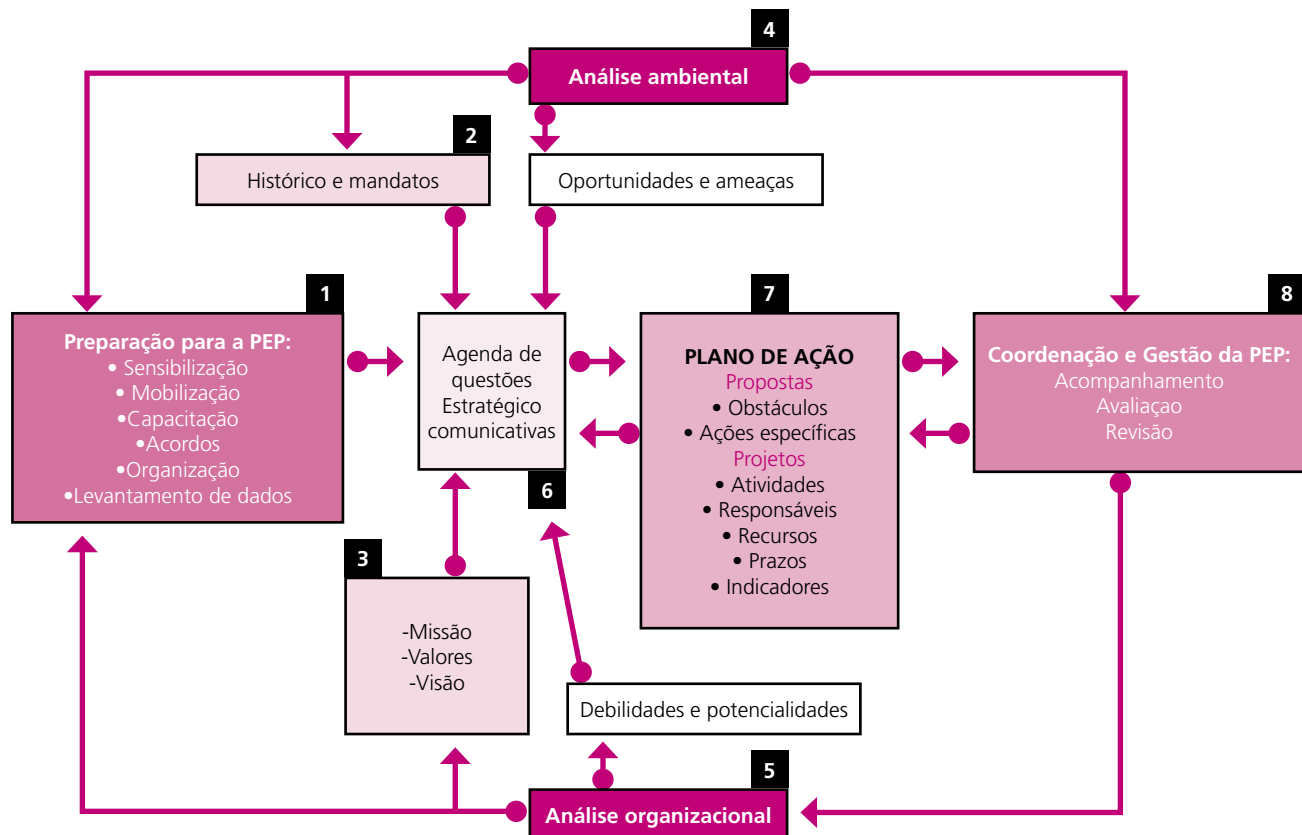 4
Análise ambiental
2
Histórico e mandatos
Oportunidades e ameaças
1
Preparação para a PEP:
• Sensibilização
• Mobilização
•Capacitação
•Acordos
•Organização
•Levantamento de dados
Agenda de
questões
Estratégico
comunicativas
6
7
PLANO DE AÇÃO
Propostas
• Obstáculos
• Ações específicas
Projetos
• Atividades
• Responsáveis
• Recursos
• Prazos
• Indicadores
8
Coordenação e Gestão da PEP:
Acompanhamento
Avaliaçao
Revisão
3
-Missão
-Valores
-Visão
Debilidades e potencialidades
5
Análise organizacional